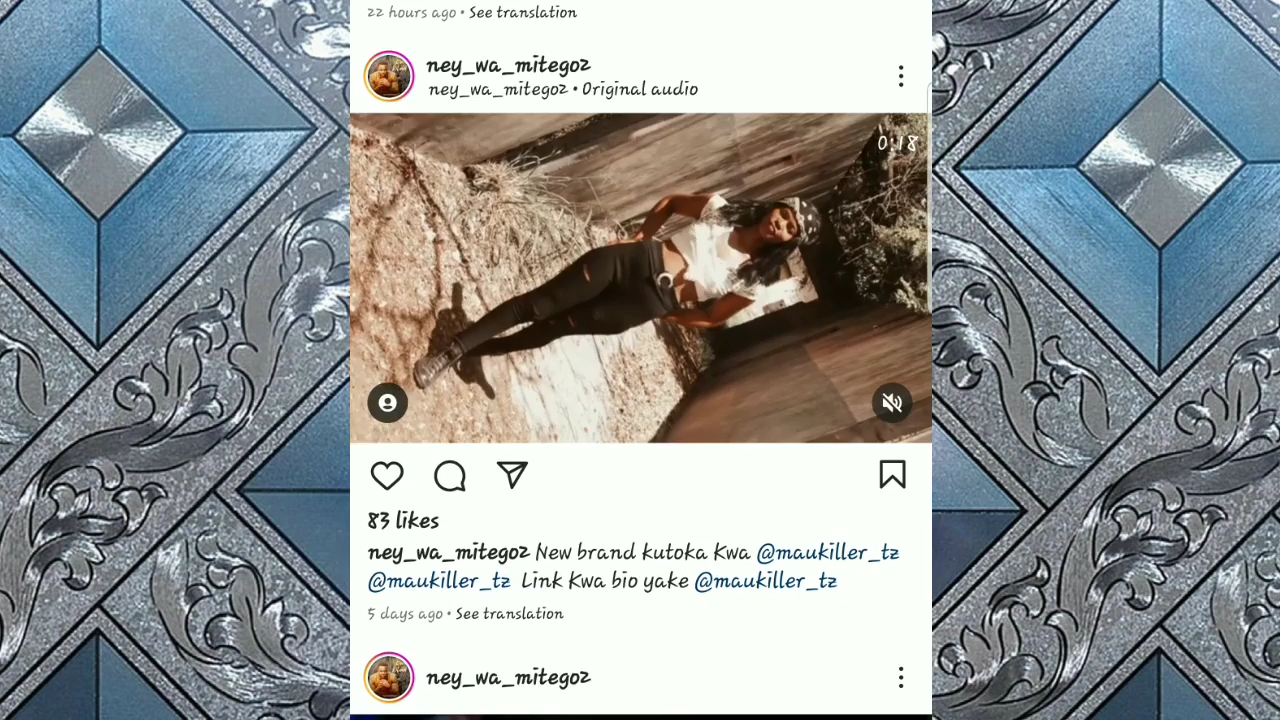 22 hours ago • See translation
ney_wa_mitego2
ney_wa_mitego2 • Original audio
0:18
83 likes
ney_wa_mitego2 New brand kutoka Kwa @maukiller_tz
@maukiller_tz Link Kwa bio yake @maukiller_tz
5 days ago • See translation
ney_wa_mitego2